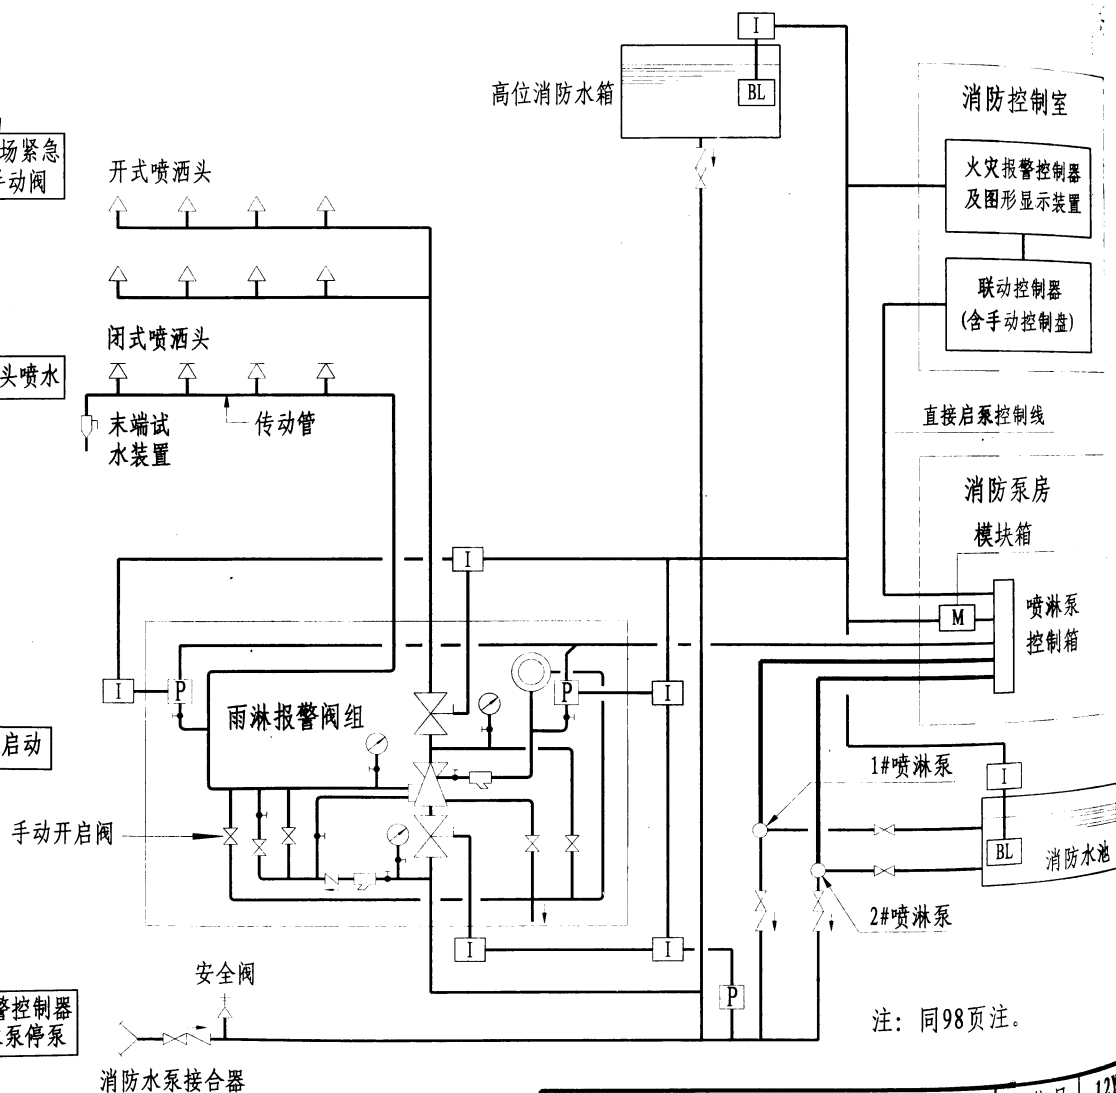 I
高位消防水箱
BL
消防控制室
场紧急
手动阀
开式喷洒头
火灾报警控制器
及图形显示装置
联动控制器
(含手动控制盘)
闭式喷洒头
头喷水
末端试
水装置
传动管
直接启泵控制线
消防泵房
模块箱
I
喷淋泵
控制箱
M
I
P
P
I
雨淋报警阀组
启动
1#喷淋泵
I
手动开启阀
BL
消防水池
2#喷淋泵
I
I
安全阀
P
警控制器
泵停泵
注：同98页注。
消防水泵接合器